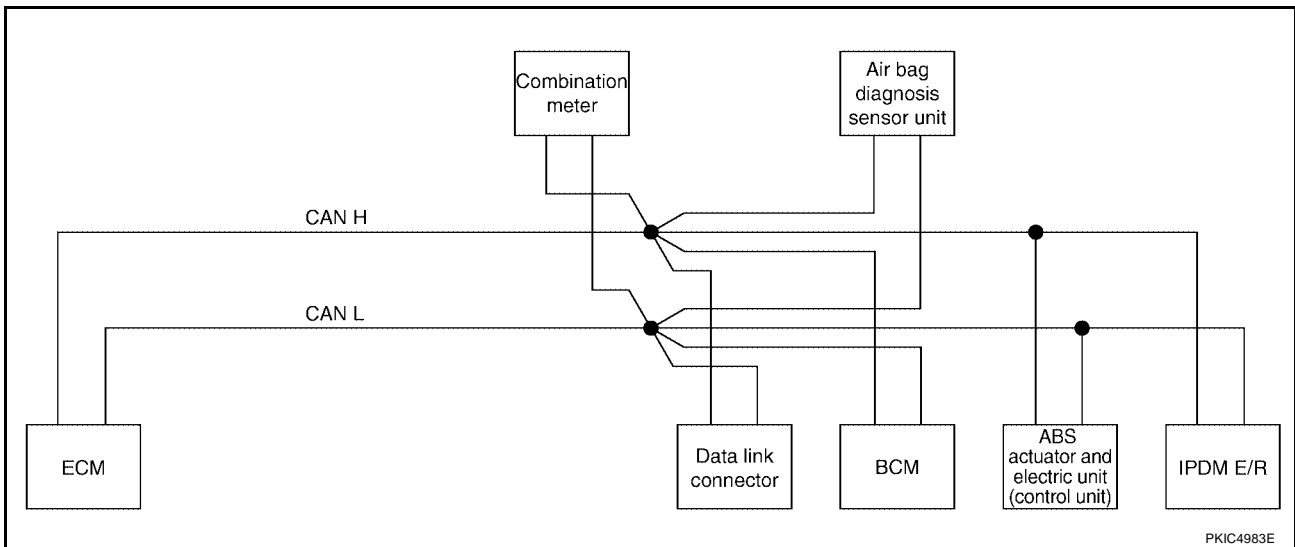 Combination
meter
Air bag
diagnosis
sensor unit
CAN H
CAN L
ECM
Data link
connector
BCM
ABS
actuator and
electric unit
(control unit)
IPDM E/R
PKIC4983E